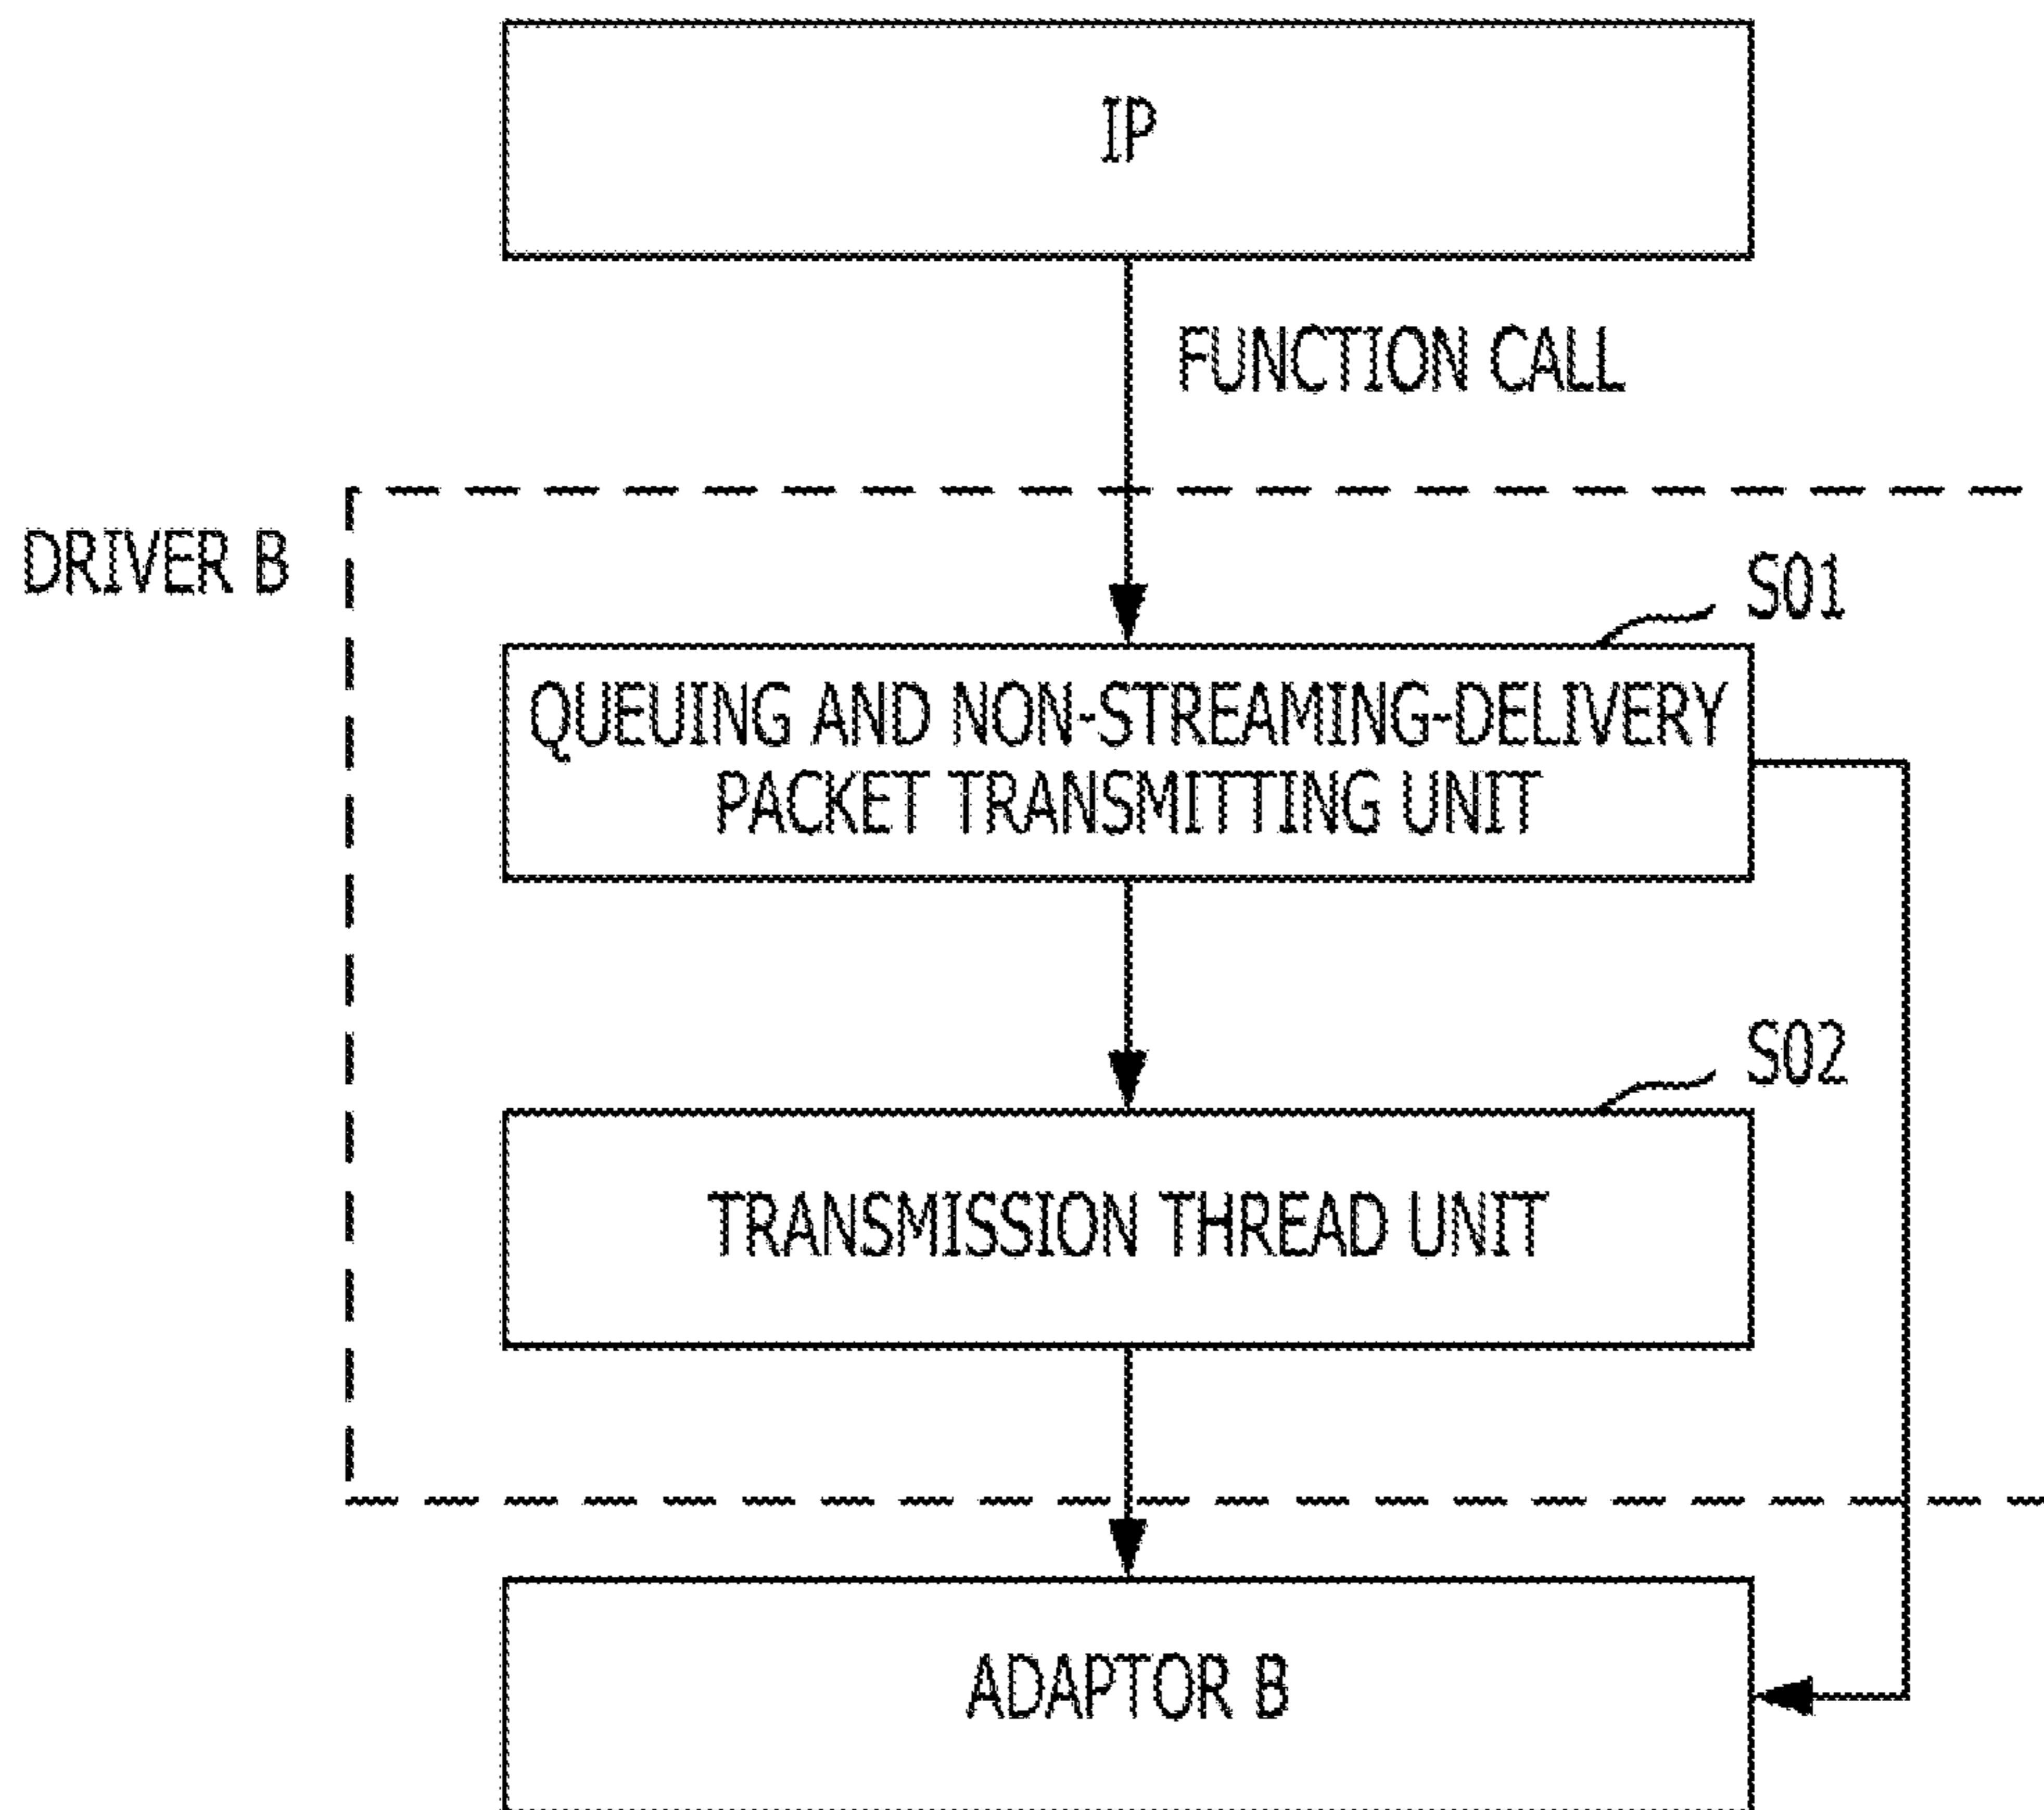 IP
FUNCTION CALL
DRIVER B
S01
QUEUING AND NON-STREAMING-DELIVERY
PACKET TRANSMITTING UNIT
S02
TRANSMISSION THREAD UNIT
ADAPTOR B